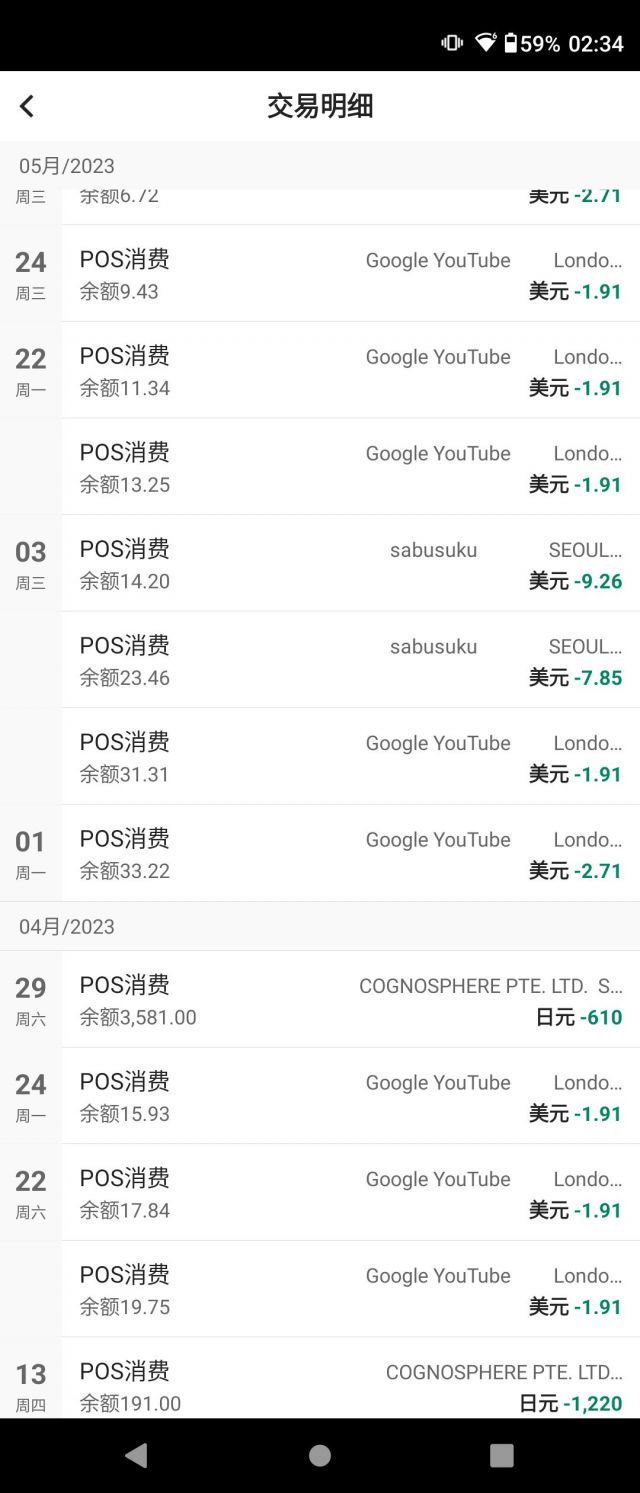 59% 02:34
交易明细
05月/2023
周三 余额6.72 美元 -2.71
24 POS消费 Google YouTube Londo...
周三 余额9.43 美元 -1.91
22 POS消费 Google YouTube Londo...
周一 余额11.34 美元 -1.91
POS消费 Google YouTube Londo...
余额13.25 美元 -1.91
03 POS消费 sabusuku SEOUL...
周三 余额14.20 美元 -9.26
POS消费 sabusuku SEOUL...
余额23.46 美元 -7.85
POS消费 Google YouTube Londo...
余额31.31 美元 -1.91
01 POS消费 Google YouTube Londo...
周一 余额33.22 美元 -2.71
04月/2023
29 POS消费 COGNOSPHERE PTE. LTD. S...
周六 余额3,581.00 日元 -610
24 POS消费 Google YouTube Londo...
周一 余额15.93 美元 -1.91
22 POS消费 Google YouTube Londo...
周六 余额17.84 美元 -1.91
POS消费 Google YouTube Londo...
余额19.75 美元 -1.91
13 POS消费 COGNOSPHERE PTE. LTD...
周四 余额191.00 日元 -1,220